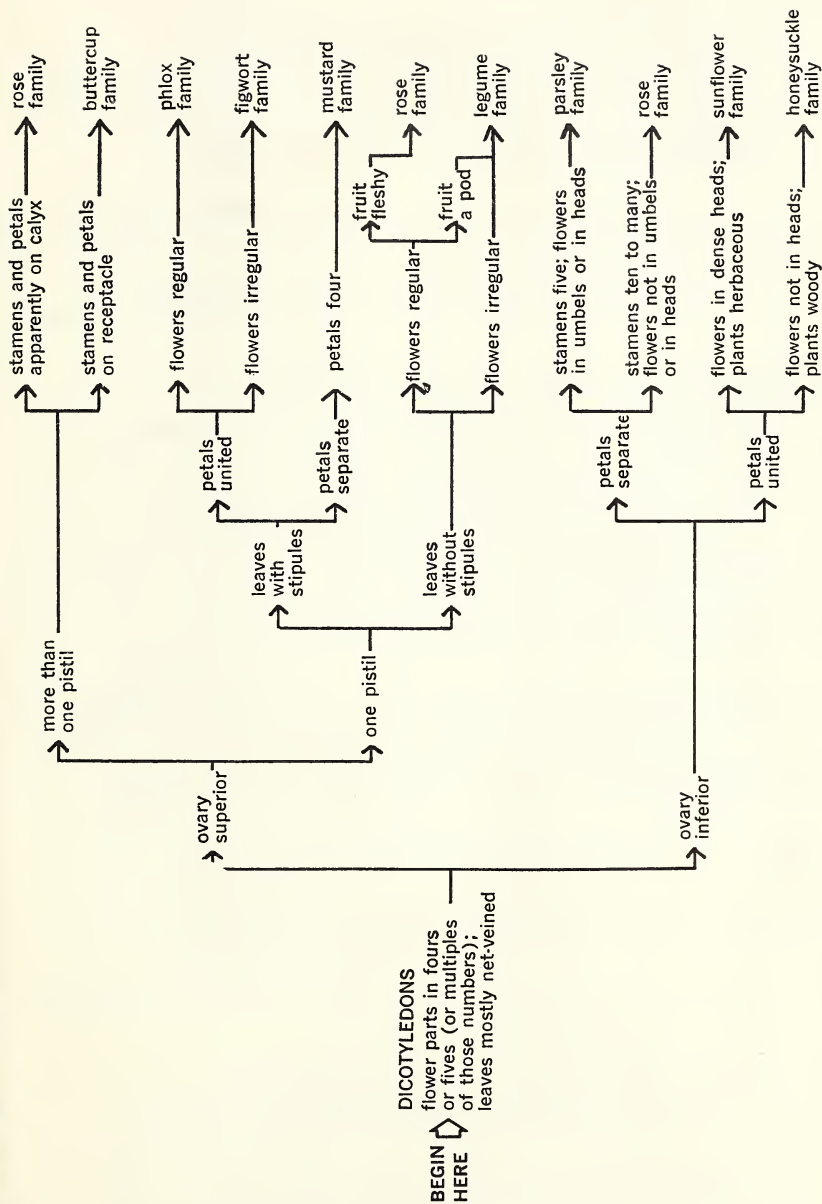 BEGIN
HERE
DICOTYLEDONS
flower parts in fours
or fives (or multiples
of those numbers);
leaves mostly net-veined
ovary
superior
more than
one pistil
stamens and petals
apparently on calyx
rose
family
stamens and petals
on receptacle
buttercup
family
one pistil
leaves
with
stipules
petals
united
flowers regular
phlox
family
flowers irregular
figwort
family
petals
separate
petals four
mustard
family
leaves
without
stipules
flowers regular
fruit
fleshy
rose
family
fruit
a pod
legume
family
flowers irregular
ovary
inferior
petals
separate
stamens five; flowers
in umbels or in heads
parsley
family
stamens ten to many;
flowers not in umbels
or in heads
rose
family
petals
united
flowers in dense heads;
plants herbaceous
sunflower
family
flowers not in heads;
plants woody
honeysuckle
family